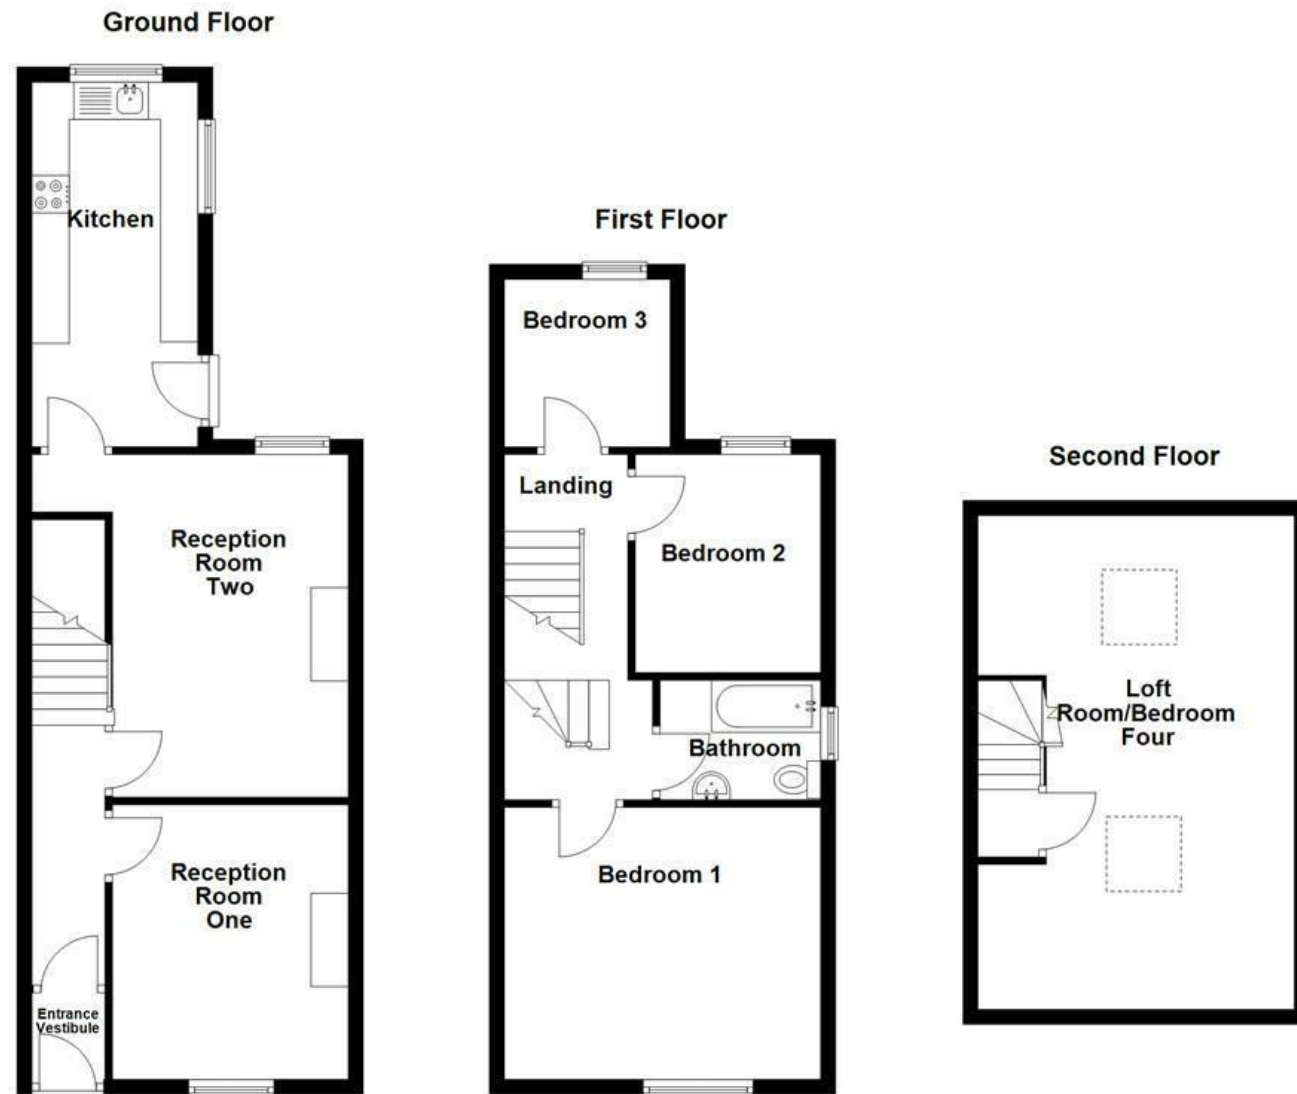 Ground Floor
Kitchen
Reception
Room
Two
Reception
Room
One
Entrance
Vestibule
First Floor
Bedroom 3
Landing
Bedroom 2
Bathroom
Bedroom 1
Second Floor
Loft
Room/Bedroom
Four